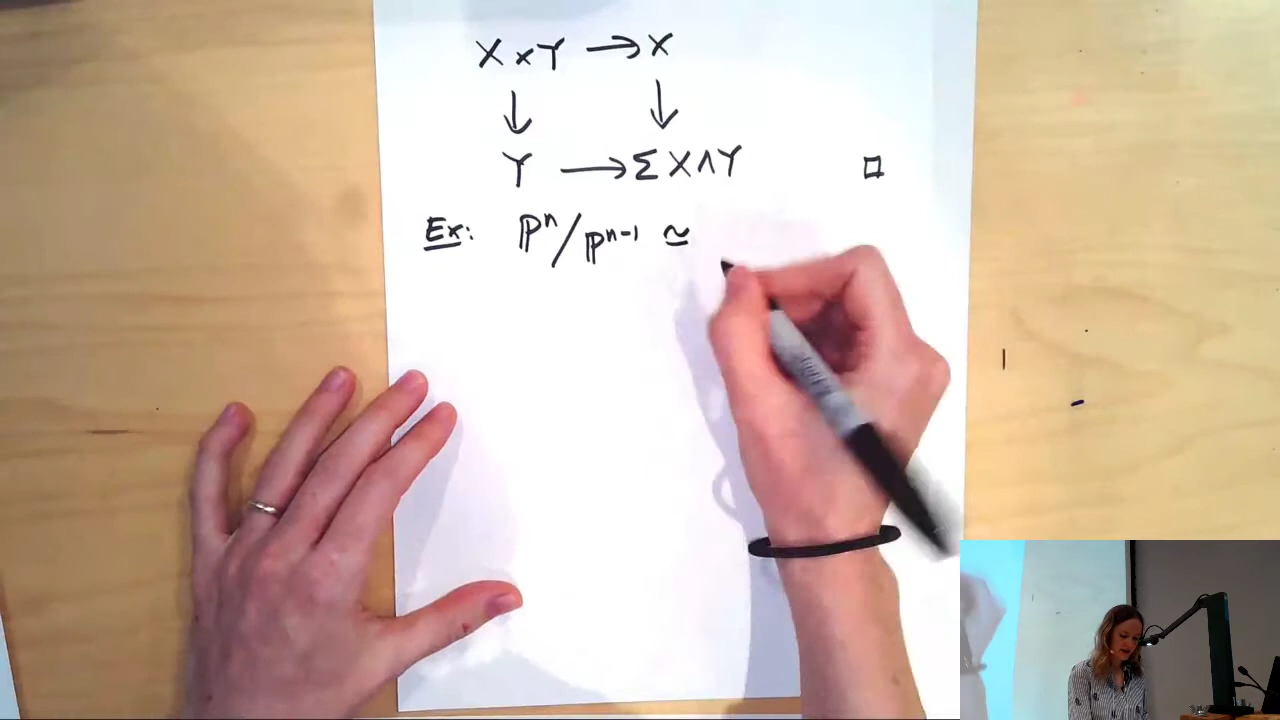 X × Y → X
↓ ↓
Y → Σ X ∧ Y □
Ex: ℙⁿ/ℙⁿ⁻¹ ≃